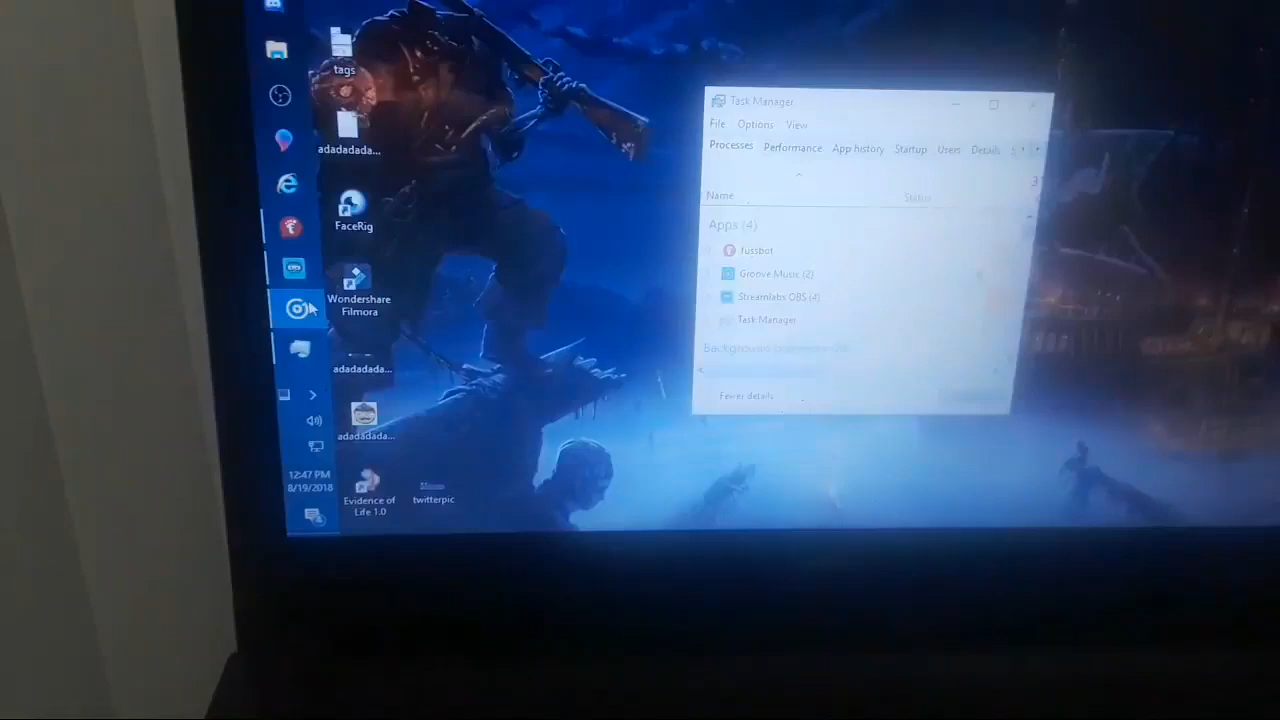 tags
adadadada...
FaceRig
Wondershare
Filmora
adadadada...
adadadada...
Evidence of
Life 1.0
twitterpic
12:47 PM
8/19/2018
Task Manager
File Options View
Processes Performance App history Startup Users Details
Name Status
Apps (4)
fussbot
Groove Music (2)
Streamlabs OBS (4)
Task Manager
Background
Fewer details